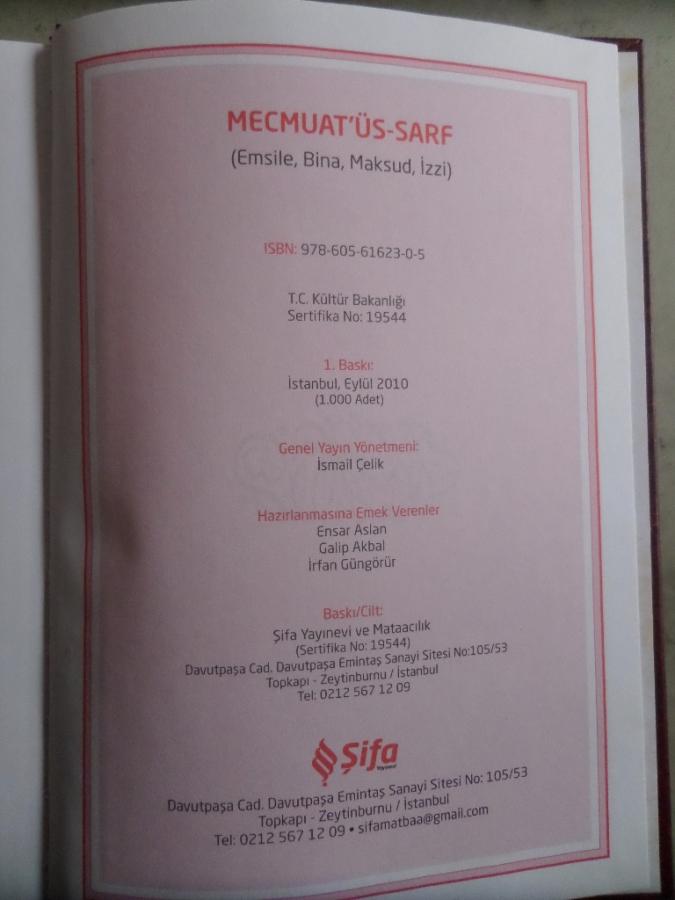 MECMUAT'ÜS-SARF
(Emsile, Bina, Maksud, İzzi)
ISBN: 978-605-61623-0-5
T.C. Kültür Bakanlığı
Sertifika No: 19544
1. Baskı:
İstanbul, Eylül 2010
(1.000 Adet)
Genel Yayın Yönetmeni:
İsmail Çelik
Hazırlanmasına Emek Verenler
Ensar Aslan
Galip Akbal
İrfan Güngörür
Baskı/Cilt:
Şifa Yayınevi ve Mataacılık
(Sertifika No: 19544)
Davutpaşa Cad. Davutpaşa Emintaş Sanayi Sitesi No:105/53
Topkapı - Zeytinburnu / İstanbul
Tel: 0212 567 12 09
Şifa
Yayınevi
Davutpaşa Cad. Davutpaşa Emintaş Sanayi Sitesi No: 105/53
Topkapı - Zeytinburnu / İstanbul
Tel: 0212 567 12 09 • sifamatbaa@gmail.com